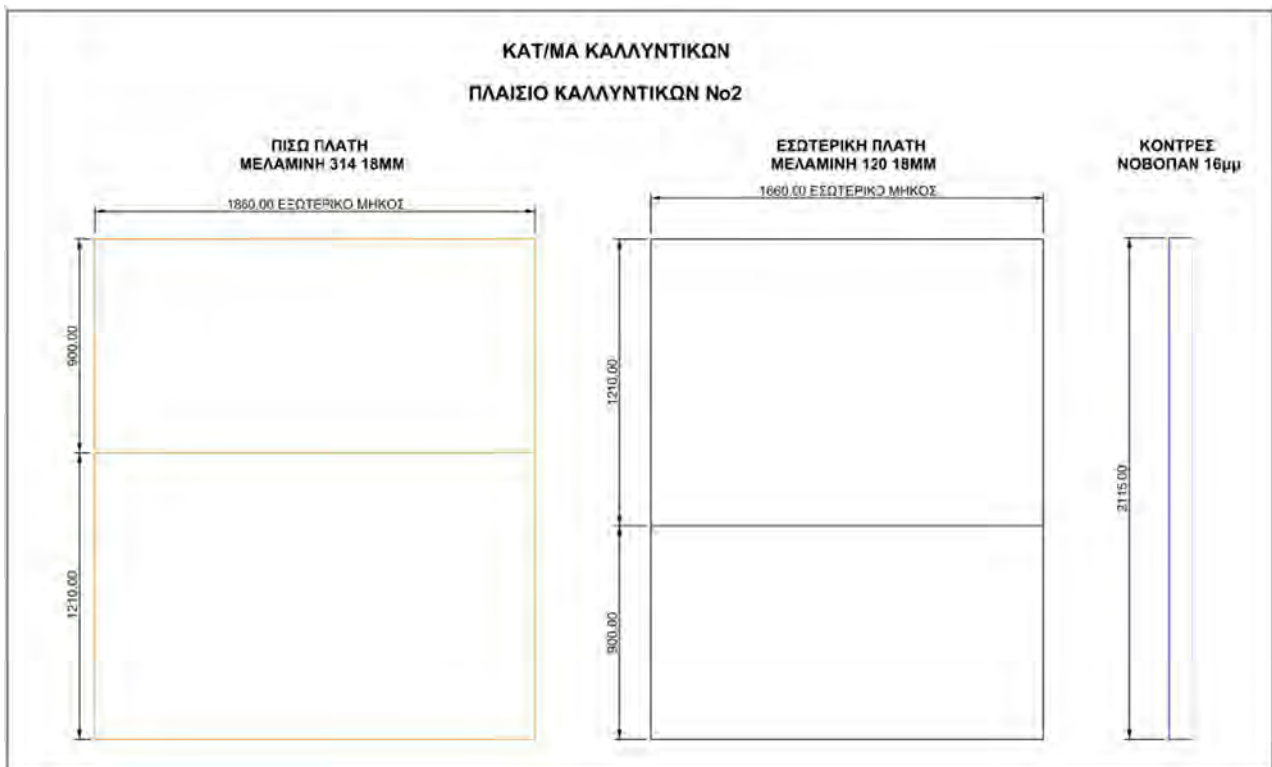 ΚΑΤ/ΜΑ ΚΑΛΛΥΝΤΙΚΩΝ
ΠΛΑΙΣΙΟ ΚΑΛΛΥΝΤΙΚΩΝ Νο2
ΠΙΣΩ ΠΛΑΤΗ
ΜΕΛΑΜΙΝΗ 314 18ΜΜ
1860.00 ΕΞΩΤΕΡΙΚΟ ΜΗΚΟΣ
900.00
1210.00
ΕΣΩΤΕΡΙΚΗ ΠΛΑΤΗ
ΜΕΛΑΜΙΝΗ 120 18ΜΜ
1660.00 ΕΣΩΤΕΡΙΚΟ ΜΗΚΟΣ
1210.00
900.00
ΚΟΝΤΡΕΣ
ΝΟΒΟΠΑΝ 16μμ
2115.00